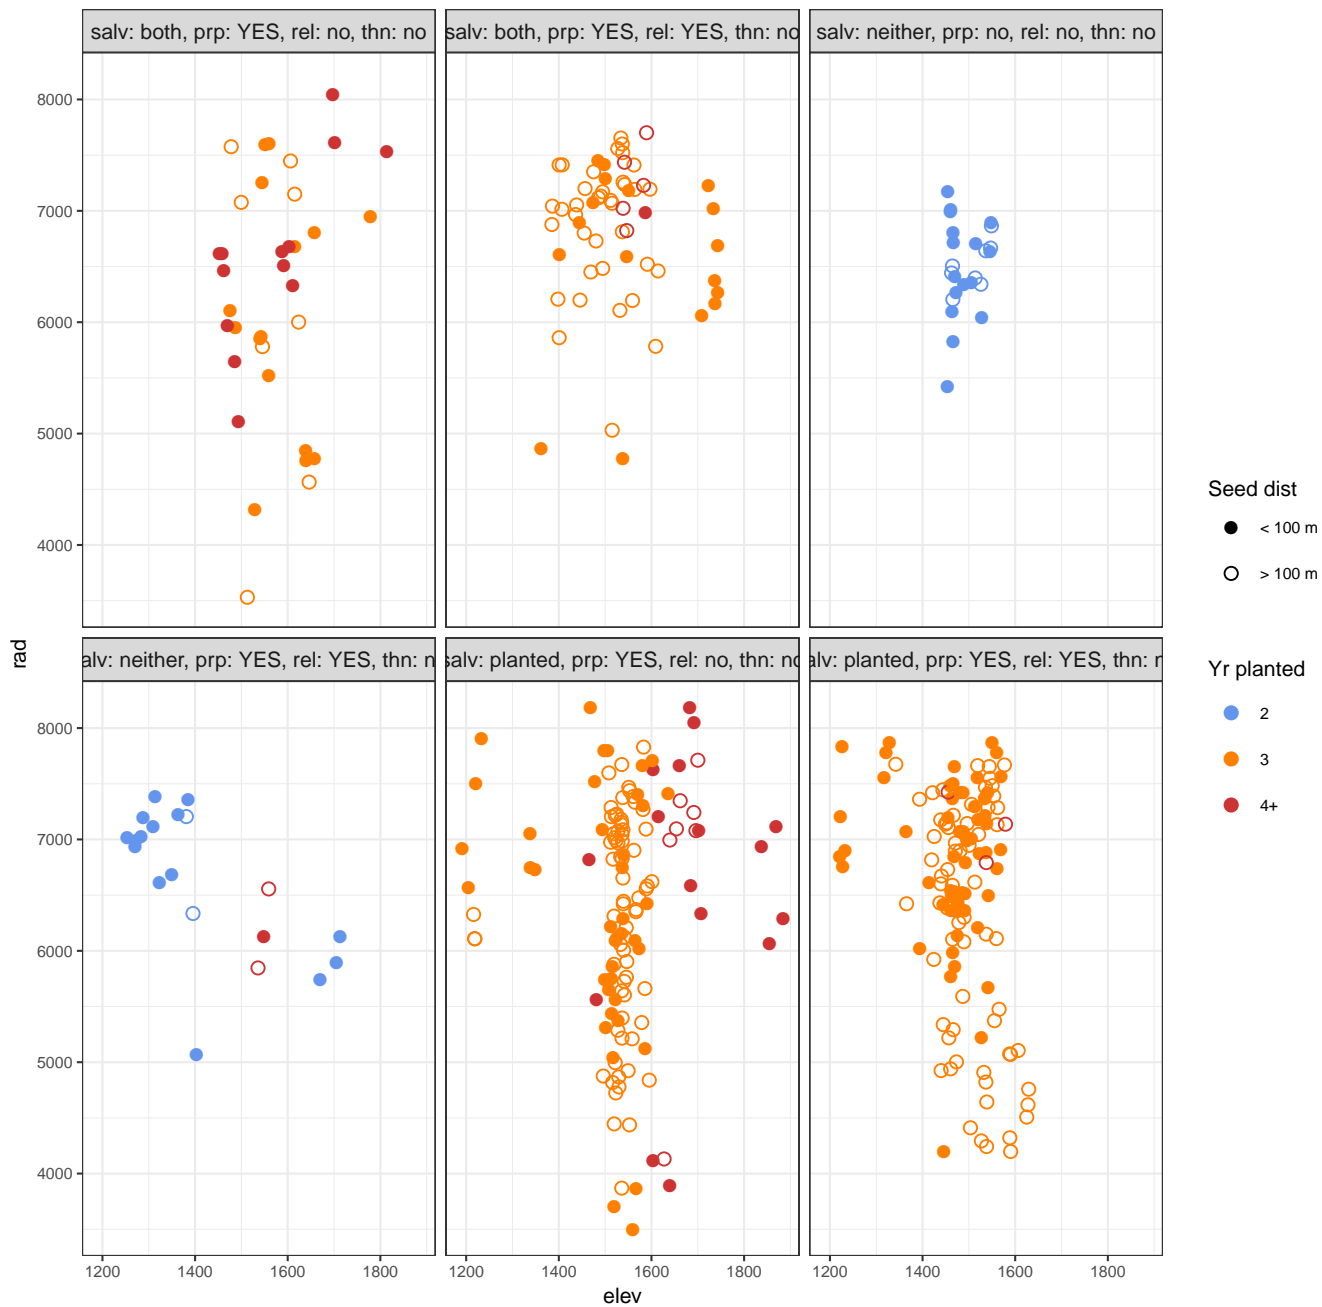 salv: both, prp: YES, rel: no, thn: no
salv: both, prp: YES, rel: YES, thn: no
salv: neither, prp: no, rel: no, thn: no
8000
7000
6000
5000
4000
rad
alv: neither, prp: YES, rel: YES, thn: n
salv: planted, prp: YES, rel: no, thn: no
alv: planted, prp: YES, rel: YES, thn: n
8000
7000
6000
5000
4000
1200 1400 1600 1800
1200 1400 1600 1800
1200 1400 1600 1800
elev
Seed dist
< 100 m
> 100 m
Yr planted
2
3
4+